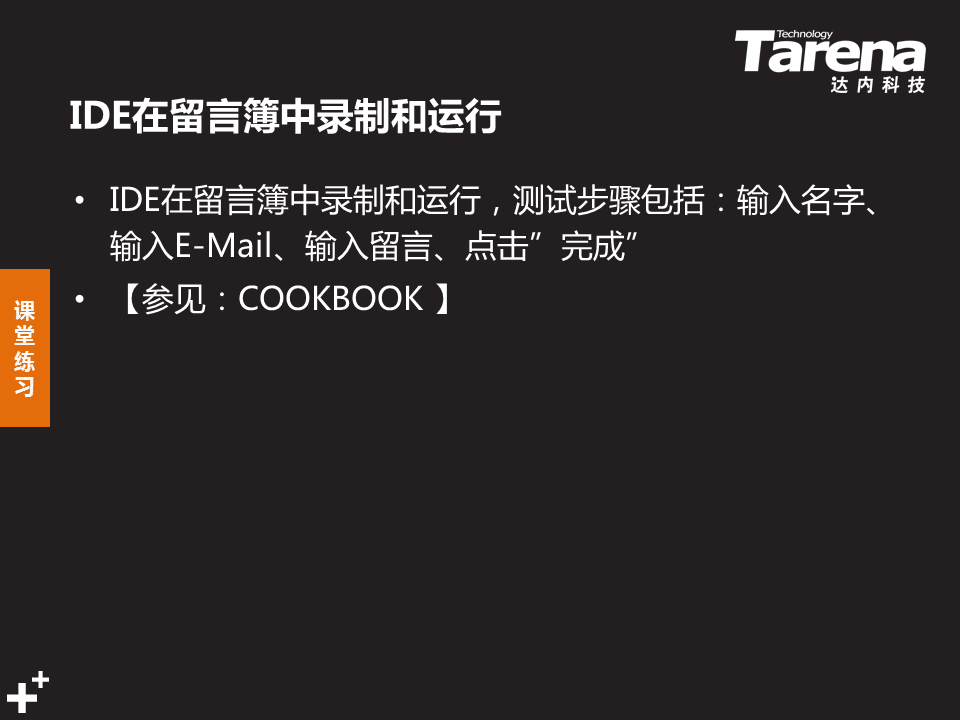 Technology
Tarena
达内科技
IDE在留言簿中录制和运行
• IDE在留言簿中录制和运行，测试步骤包括：输入名字、
输入E-Mail、输入留言、点击”完成”
• 【参见：COOKBOOK 】
课
堂
练
习